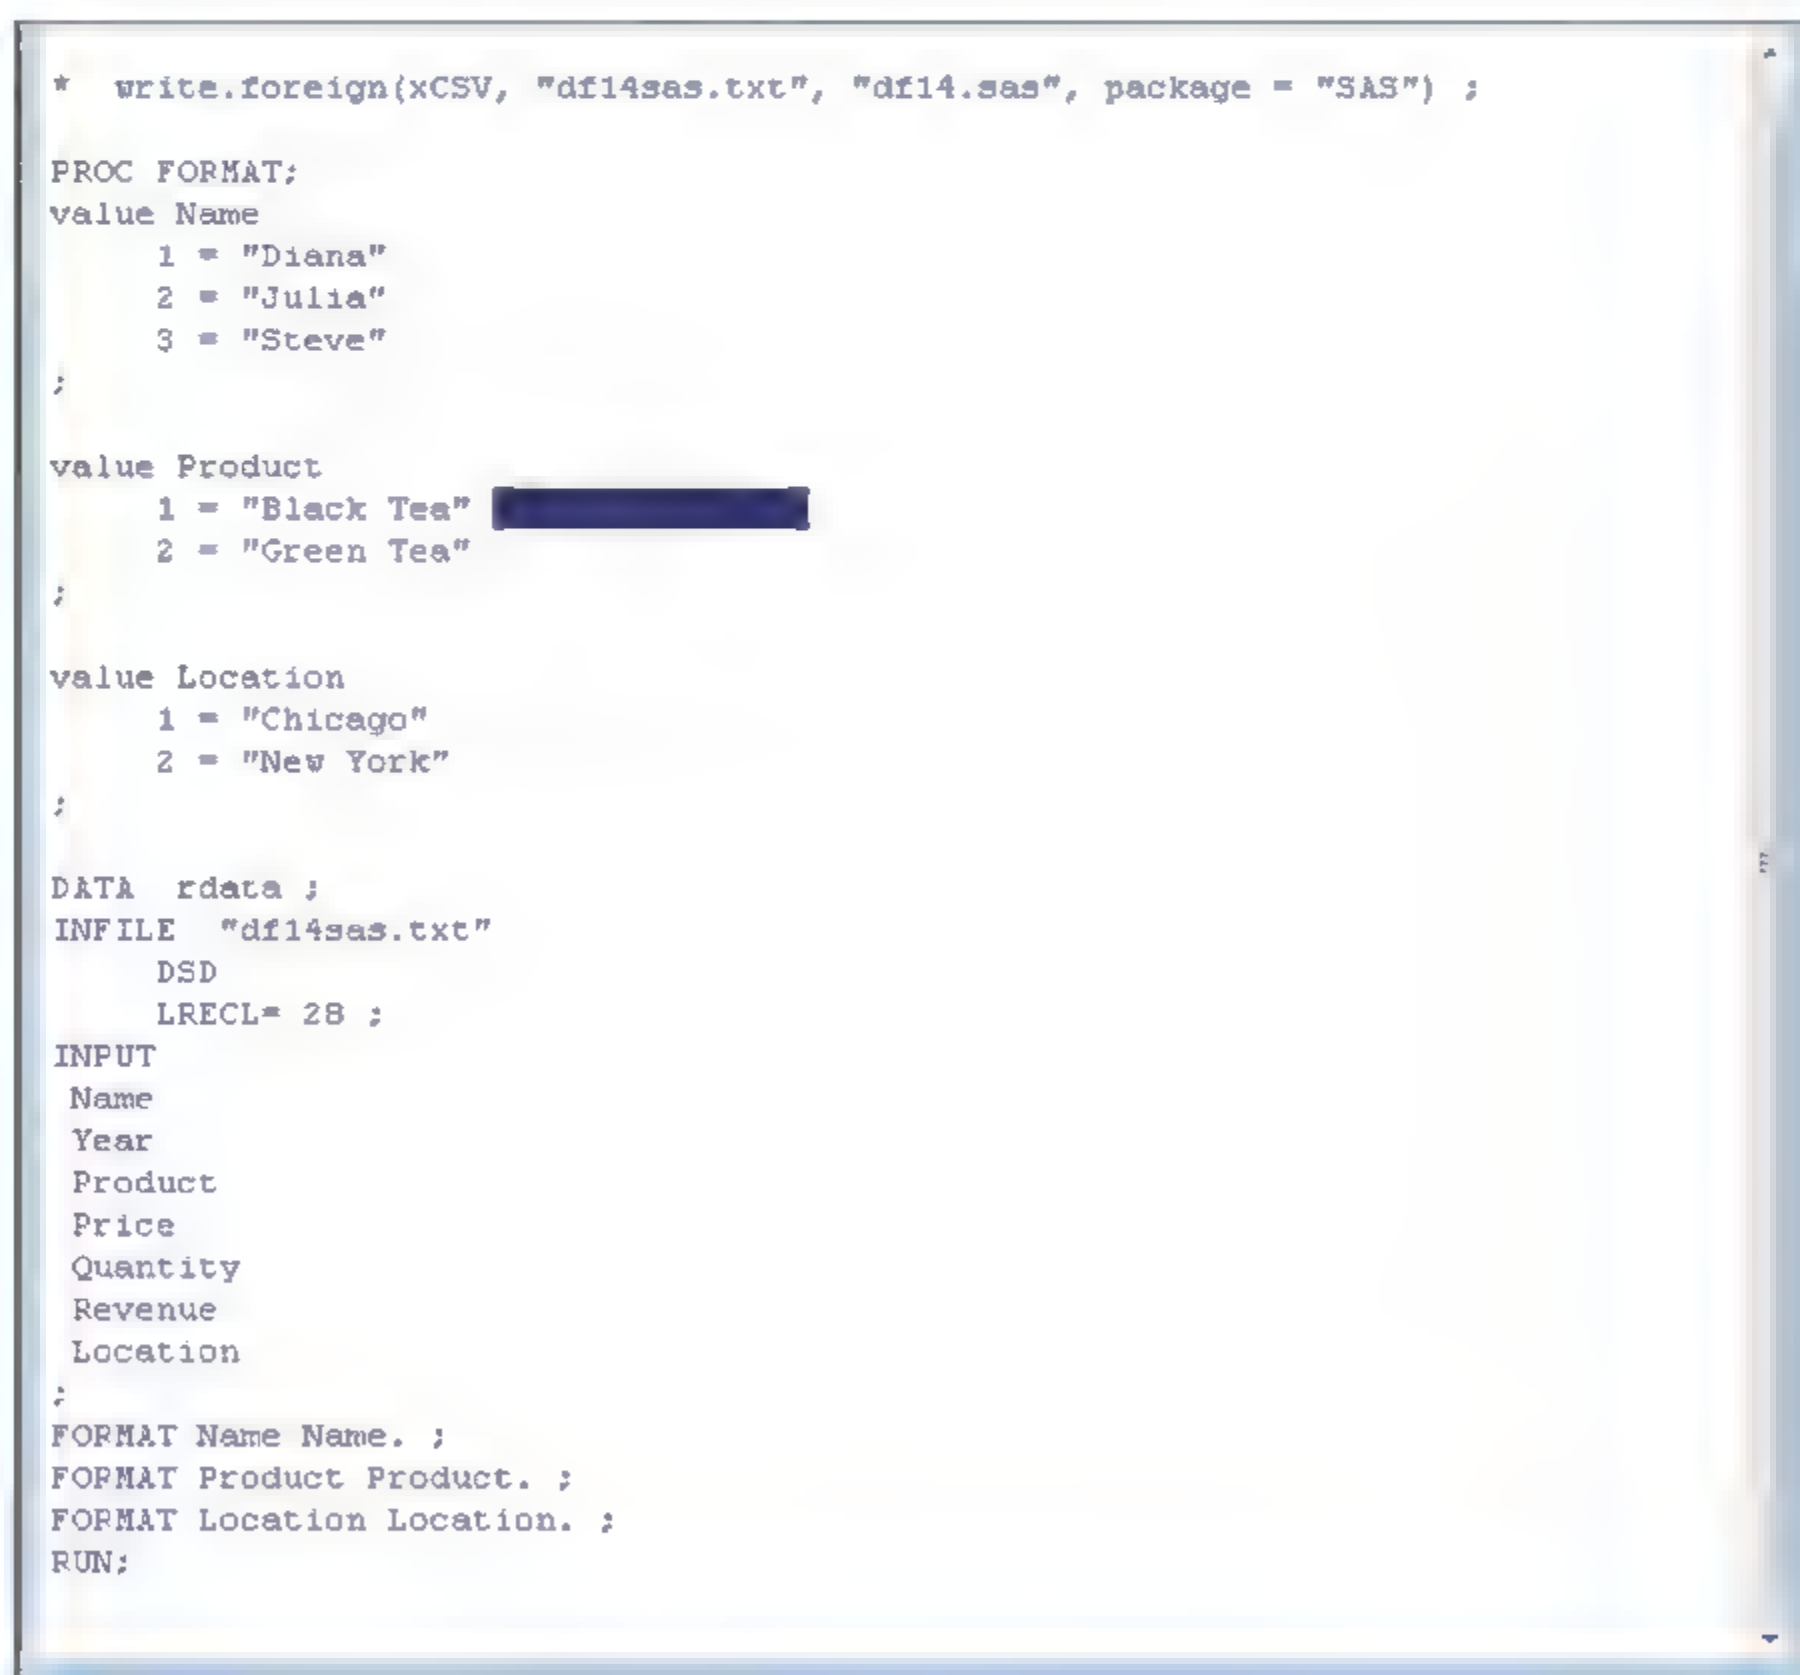 *  write.foreign(xCSV, "df14sas.txt", "df14.sas", package = "SAS") ;
PROC FORMAT;
value Name
     1 = "Diana"
     2 = "Julia"
     3 = "Steve"
;
value Product
     1 = "Black Tea"
     2 = "Green Tea"
;
value Location
     1 = "Chicago"
     2 = "New York"
;
DATA  rdata ;
INFILE  "df14sas.txt"
     DSD
     LRECL= 28 ;
INPUT
 Name
 Year
 Product
 Price
 Quantity
 Revenue
 Location
;
FORMAT Name Name. ;
FORMAT Product Product. ;
FORMAT Location Location. ;
RUN;